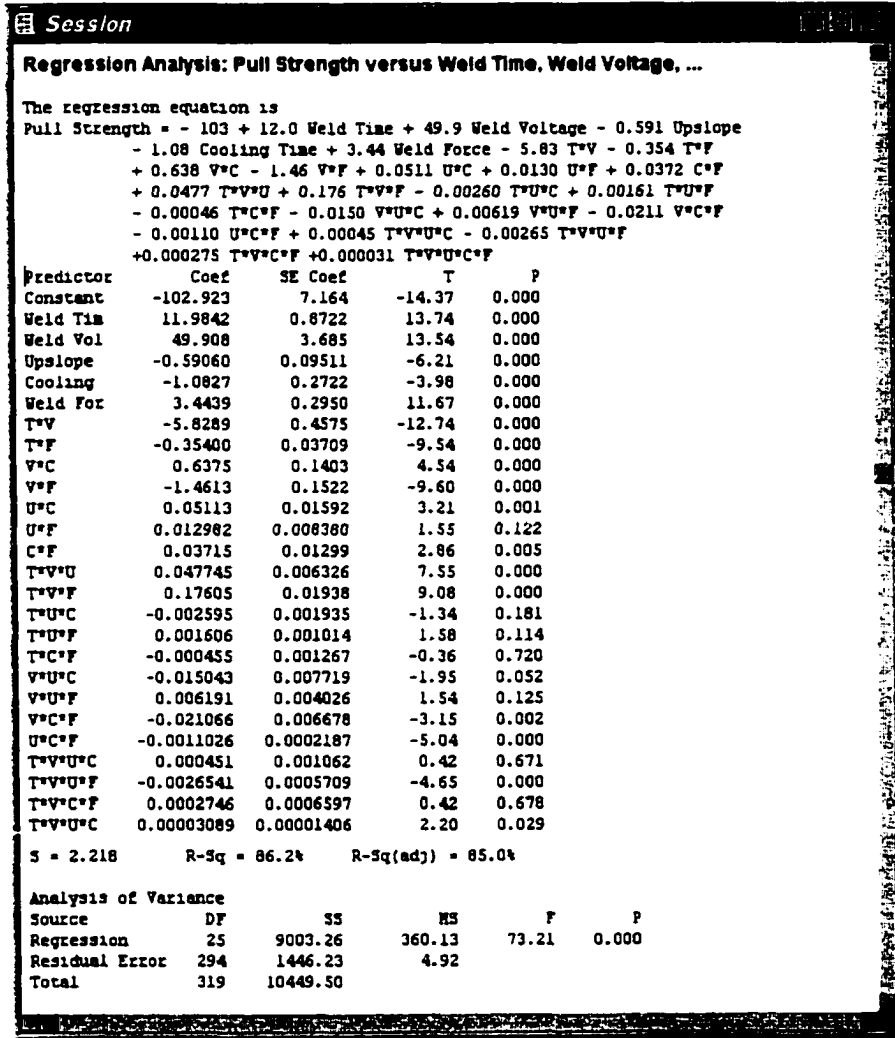 Session
Regression Analysis: Pull Strength versus Weld Time, Weld Voltage, ...
The regression equation is
Pull Strength = - 103 + 12.0 Weld Time + 49.9 Weld Voltage - 0.591 Upslope
- 1.08 Cooling Time + 3.44 Weld Force - 5.83 T*V - 0.354 T*F
+ 0.638 V*C - 1.46 V*F + 0.0511 U*C + 0.0130 U*F + 0.0372 C*F
+ 0.0477 T*V*U + 0.176 T*V*F - 0.00260 T*U*C + 0.00161 T*U*F
- 0.00046 T*C*F - 0.0150 V*U*C + 0.00619 V*U*F - 0.0211 V*C*F
- 0.00110 U*C*F + 0.00045 T*V*U*C - 0.00265 T*V*U*F
+0.000275 T*V*C*F +0.000031 T*V*U*C*F
Predictor Coef SE Coef T P
Constant -102.923 7.164 -14.37 0.000
Weld Tim 11.9842 0.8722 13.74 0.000
Weld Vol 49.908 3.685 13.54 0.000
Upslope -0.59060 0.09511 -6.21 0.000
Cooling -1.0827 0.2722 -3.98 0.000
Weld For 3.4439 0.2950 11.67 0.000
T*V -5.8289 0.4575 -12.74 0.000
T*F -0.35400 0.03709 -9.54 0.000
V*C 0.6375 0.1403 4.54 0.000
V*F -1.4613 0.1522 -9.60 0.000
U*C 0.05113 0.01592 3.21 0.001
U*F 0.012982 0.008380 1.55 0.122
C*F 0.03715 0.01299 2.86 0.005
T*V*U 0.047745 0.006326 7.55 0.000
T*V*F 0.17605 0.01938 9.08 0.000
T*U*C -0.002595 0.001935 -1.34 0.181
T*U*F 0.001606 0.001014 1.58 0.114
T*C*F -0.000455 0.001267 -0.36 0.720
V*U*C -0.015043 0.007719 -1.95 0.052
V*U*F 0.006191 0.004026 1.54 0.125
V*C*F -0.021066 0.006678 -3.15 0.002
U*C*F -0.0011026 0.0002187 -5.04 0.000
T*V*U*C 0.000451 0.001062 0.42 0.671
T*V*U*F -0.0026541 0.0005709 -4.65 0.000
T*V*C*F 0.0002746 0.0006597 0.42 0.678
T*V*U*C 0.00003089 0.00001406 2.20 0.029
S = 2.218 R-Sq = 86.2% R-Sq(adj) = 85.0%
Analysis of Variance
Source DF SS MS F P
Regression 25 9003.26 360.13 73.21 0.000
Residual Error 294 1446.23 4.92
Total 319 10449.50